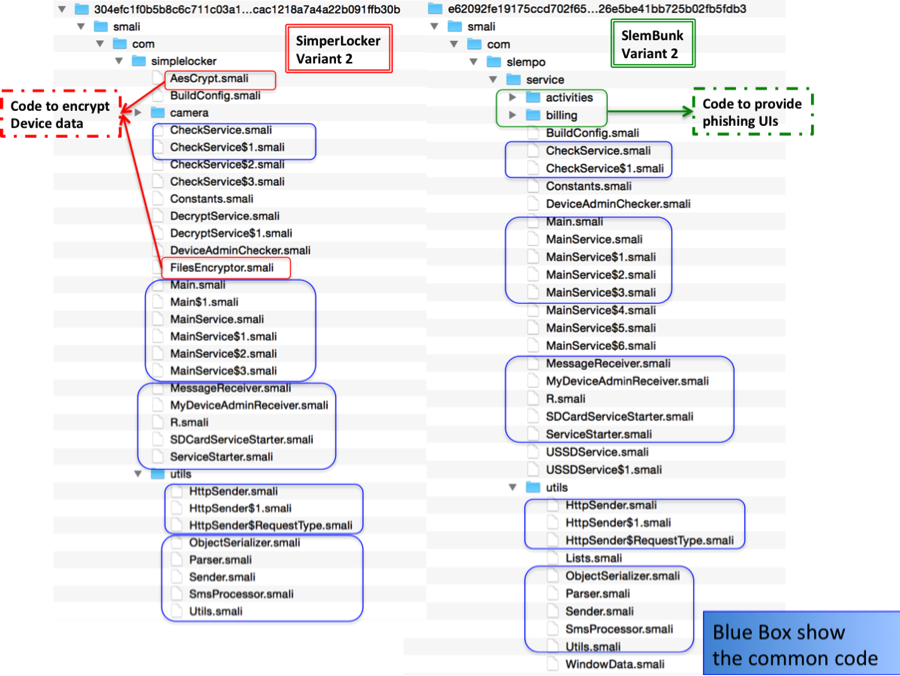 304efc1f0b5b8c6c711c03a1...cac1218a7a4a22b091ffb30b
smali
com
simplelocker
SimperLocker
Variant 2
AesCrypt.smali
BuildConfig.smali
Code to encrypt
Device data
camera
CheckService.smali
CheckService$1.smali
CheckService$2.smali
CheckService$3.smali
Constants.smali
DecryptService.smali
DecryptService$1.smali
DeviceAdminChecker.smali
FilesEncryptor.smali
Main.smali
Main$1.smali
MainService.smali
MainService$1.smali
MainService$2.smali
MainService$3.smali
MessageReceiver.smali
MyDeviceAdminReceiver.smali
R.smali
SDCardServiceStarter.smali
ServiceStarter.smali
utils
HttpSender.smali
HttpSender$1.smali
HttpSender$RequestType.smali
ObjectSerializer.smali
Parser.smali
Sender.smali
SmsProcessor.smali
Utils.smali
e62092fe19175ccd702f65...26e5be41bb725b02fb5fdb3
smali
com
slempo
SlemBunk
Variant 2
service
activities
billing
Code to provide
phishing UIs
BuildConfig.smali
CheckService.smali
CheckService$1.smali
Constants.smali
DeviceAdminChecker.smali
Main.smali
MainService.smali
MainService$1.smali
MainService$2.smali
MainService$3.smali
MainService$4.smali
MainService$5.smali
MainService$6.smali
MessageReceiver.smali
MyDeviceAdminReceiver.smali
R.smali
SDCardServiceStarter.smali
ServiceStarter.smali
USSDService.smali
USSDService$1.smali
utils
HttpSender.smali
HttpSender$1.smali
HttpSender$RequestType.smali
Lists.smali
ObjectSerializer.smali
Parser.smali
Sender.smali
SmsProcessor.smali
Utils.smali
WindowData.smali
Blue Box show
the common code